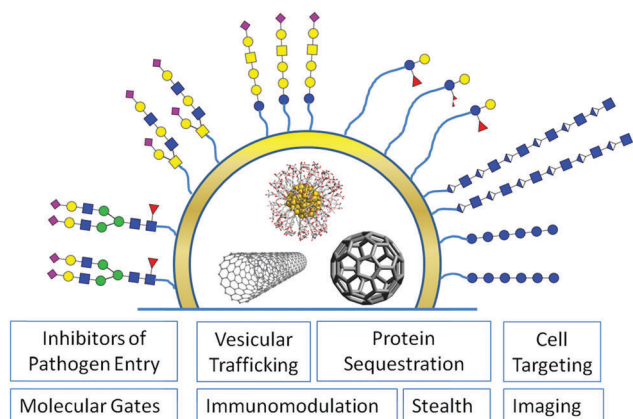 Inhibitors of
Pathogen Entry
Vesicular
Trafficking
Protein
Sequestration
Cell
Targeting
Molecular Gates
Immunomodulation
Stealth
Imaging